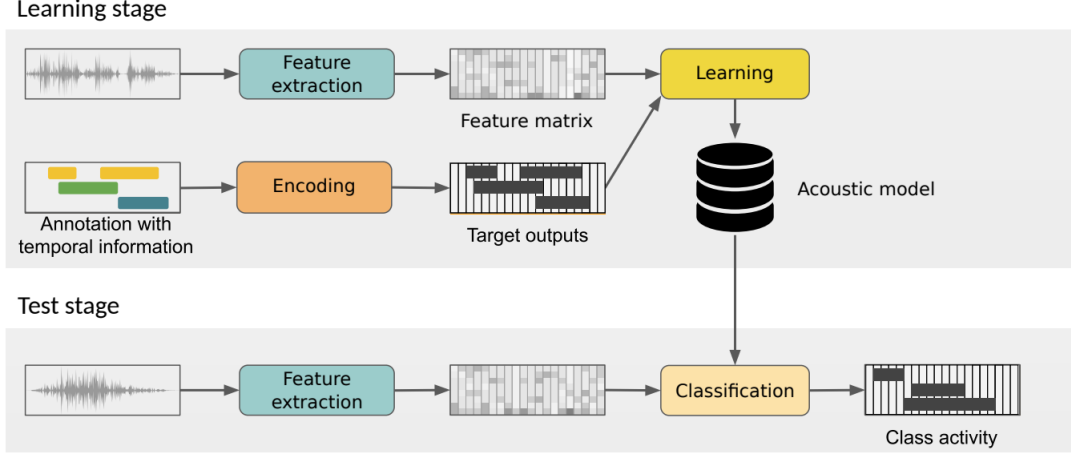 Learning stage
Feature
extraction
Feature matrix
Learning
Annotation with
temporal information
Encoding
Target outputs
Acoustic model
Test stage
Feature
extraction
Classification
Class activity